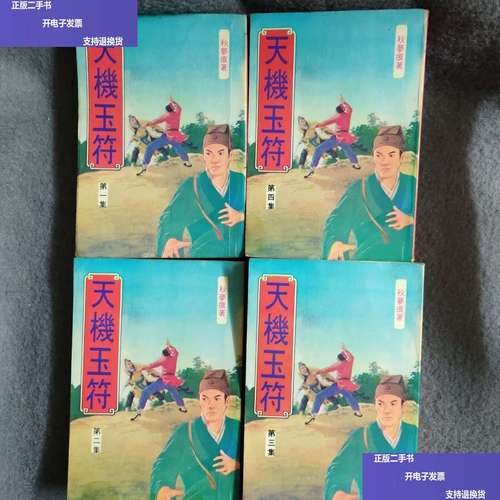 正版二手书
开电子发票
支持退换货
秋夢痕著
天機玉符
第一集
秋夢痕著
天機玉符
第四集
秋夢痕著
天機玉符
第二集
秋夢痕著
天機玉符
第三集
正版二手书
开电子发票
支持退换货